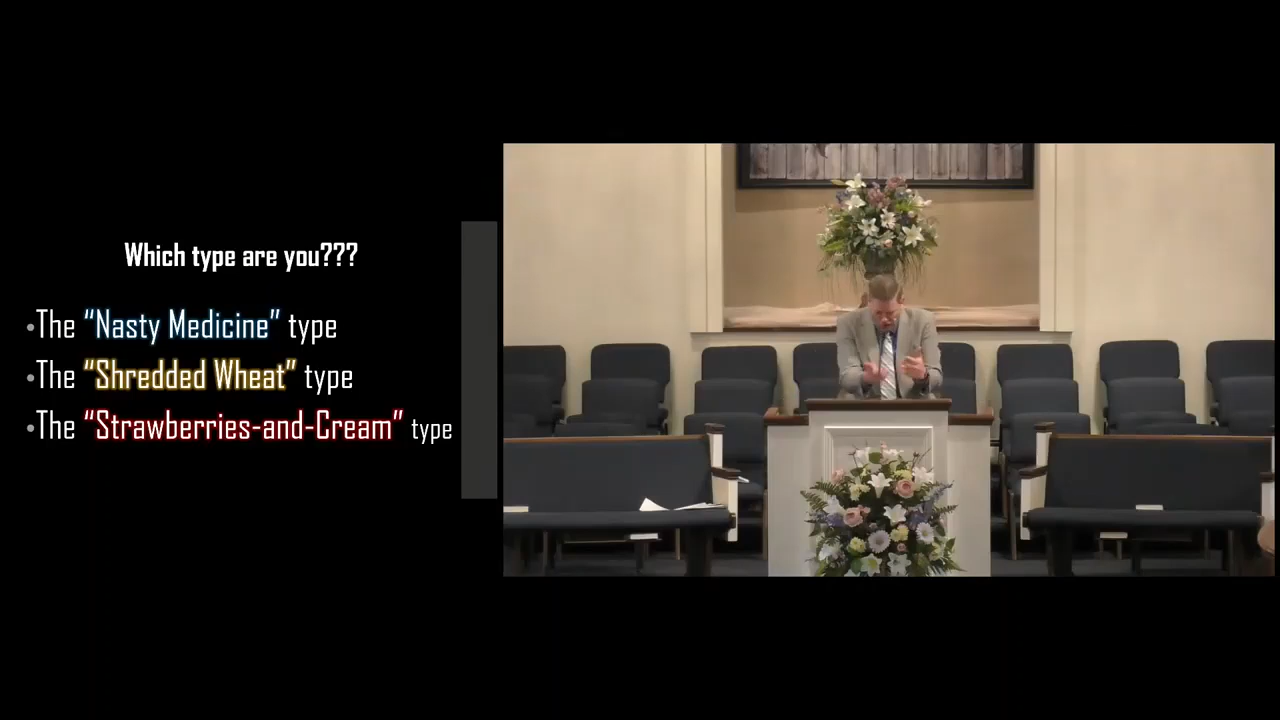 Which type are you???
•The “Nasty Medicine” type
•The “Shredded Wheat” type
•The “Strawberries-and-Cream” type